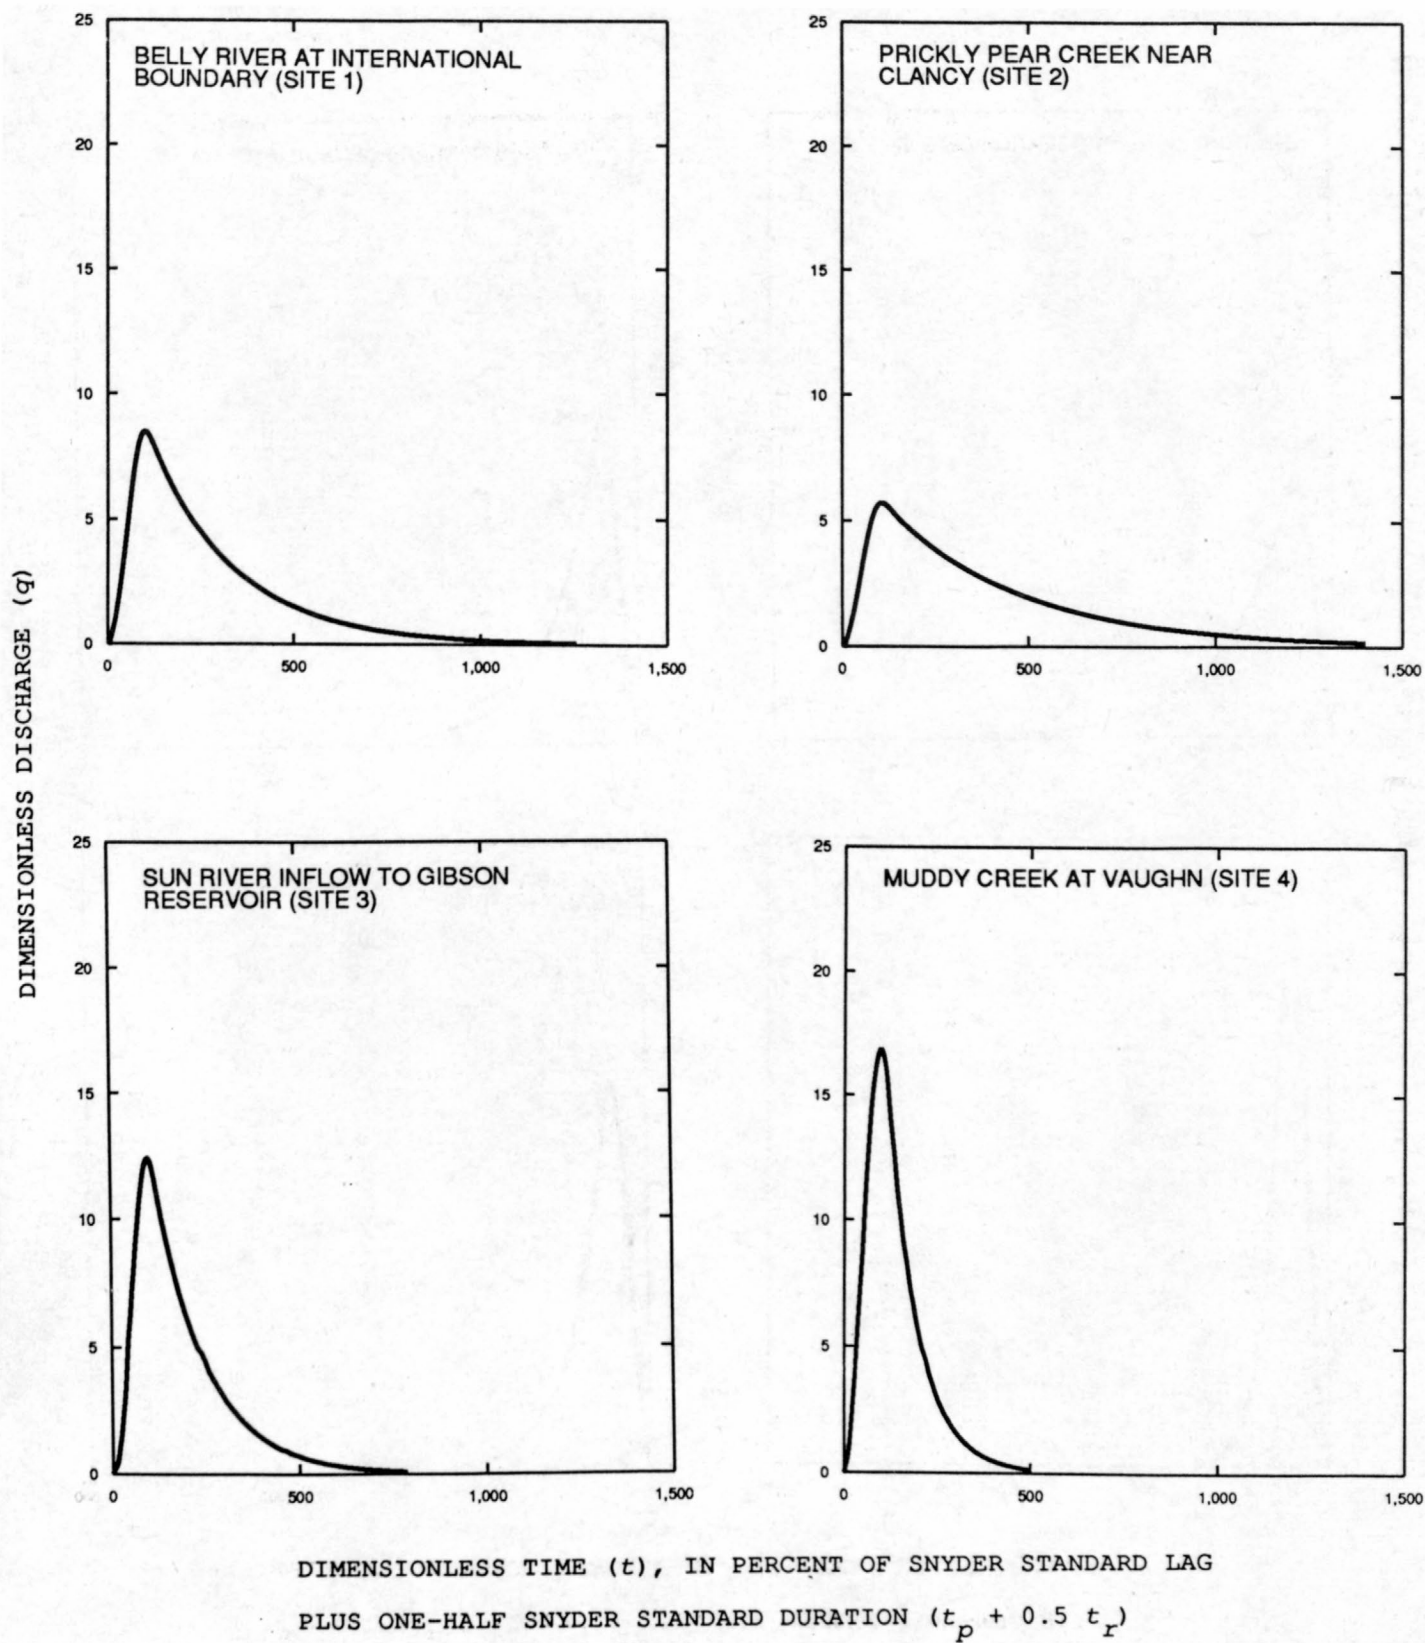 25
20
15
10
5
0
BELLY RIVER AT INTERNATIONAL
BOUNDARY (SITE 1)
0 500 1,000 1,500
25
20
15
10
5
0
PRICKLY PEAR CREEK NEAR
CLANCY (SITE 2)
0 500 1,000 1,500
DIMENSIONLESS DISCHARGE (q)
25
20
15
10
5
0
SUN RIVER INFLOW TO GIBSON
RESERVOIR (SITE 3)
0 500 1,000 1,500
25
20
15
10
5
0
MUDDY CREEK AT VAUGHN (SITE 4)
0 500 1,000 1,500
DIMENSIONLESS TIME (t), IN PERCENT OF SNYDER STANDARD LAG
PLUS ONE-HALF SNYDER STANDARD DURATION (t_p + 0.5 t_r)